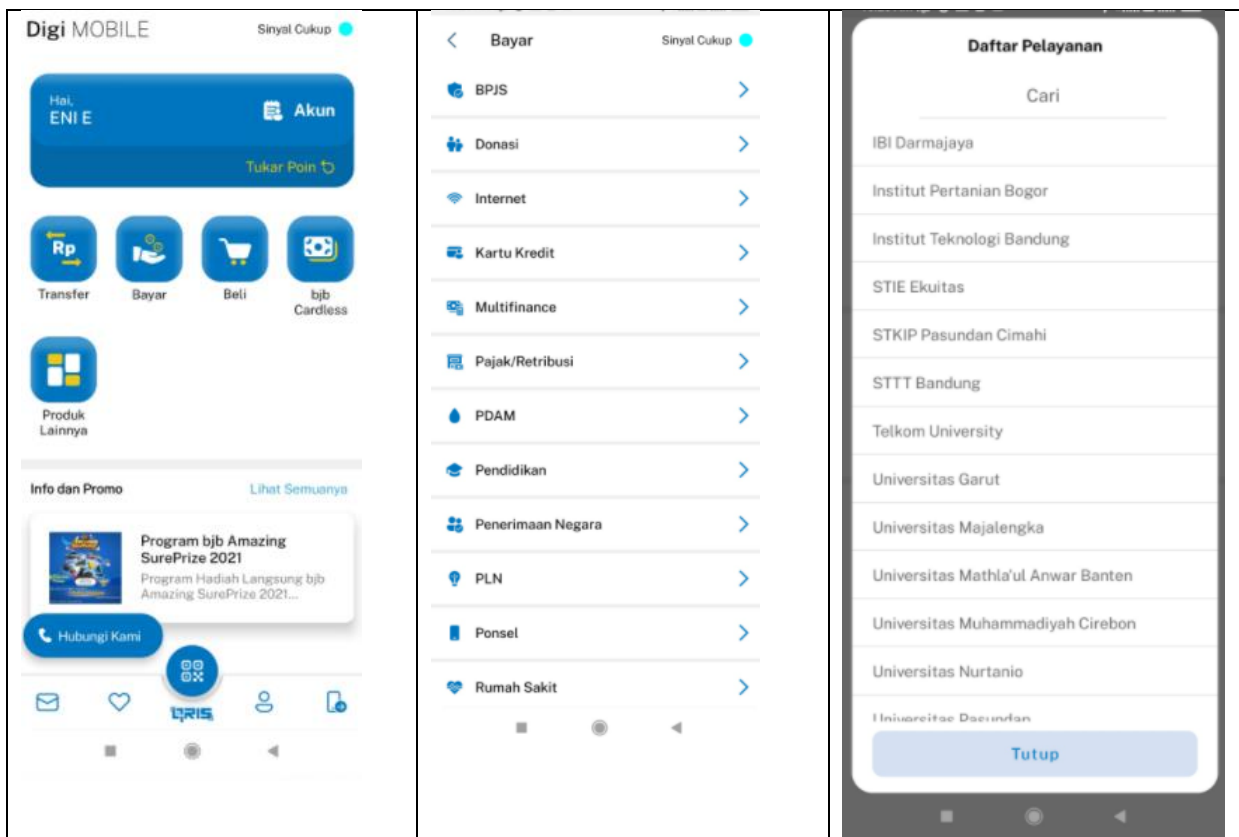 Digi MOBILE
Sinyal Cukup
Hai,
ENI E
Akun
Tukar Poin
Rp
Transfer
Bayar
Beli
bjb
Cardless
Produk
Lainnya
Info dan Promo
Lihat Semuanya
Program bjb Amazing
SurePrize 2021
Program Hadiah Langsung bjb
Amazing SurePrize 2021...
Hubungi Kami
QRIS
Bayar
Sinyal Cukup
BPJS
Donasi
Internet
Kartu Kredit
Multifinance
Pajak/Retribusi
PDAM
Pendidikan
Penerimaan Negara
PLN
Ponsel
Rumah Sakit
Daftar Pelayanan
Cari
IBI Darmajaya
Institut Pertanian Bogor
Institut Teknologi Bandung
STIE Ekuitas
STKIP Pasundan Cimahi
STTT Bandung
Telkom University
Universitas Garut
Universitas Majalengka
Universitas Mathla'ul Anwar Banten
Universitas Muhammadiyah Cirebon
Universitas Nurtanio
Universitas Pasundan
Tutup